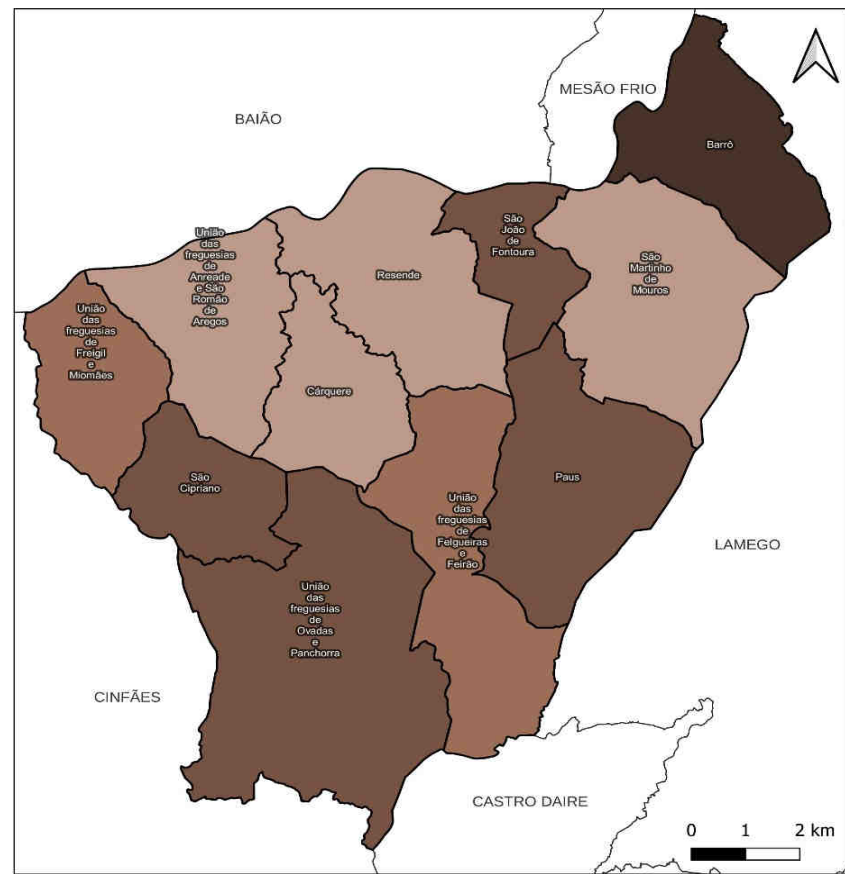 MESÃO FRIO
BAIÃO
Barrô
São
João
de
Fontoura
União
das
freguesias
de
Anreade
e São
Romão
de
Aregos
Resende
São
Martinho
de
Mouros
União
das
freguesias
de
Freigil
e
Miomães
Cárquere
São
Cipriano
Paus
União
das
freguesias
de
Felgueiras
e
Feirão
LAMEGO
União
das
freguesias
de
Ovadas
e
Panchorra
CINFÃES
CASTRO DAIRE
0 1 2 km